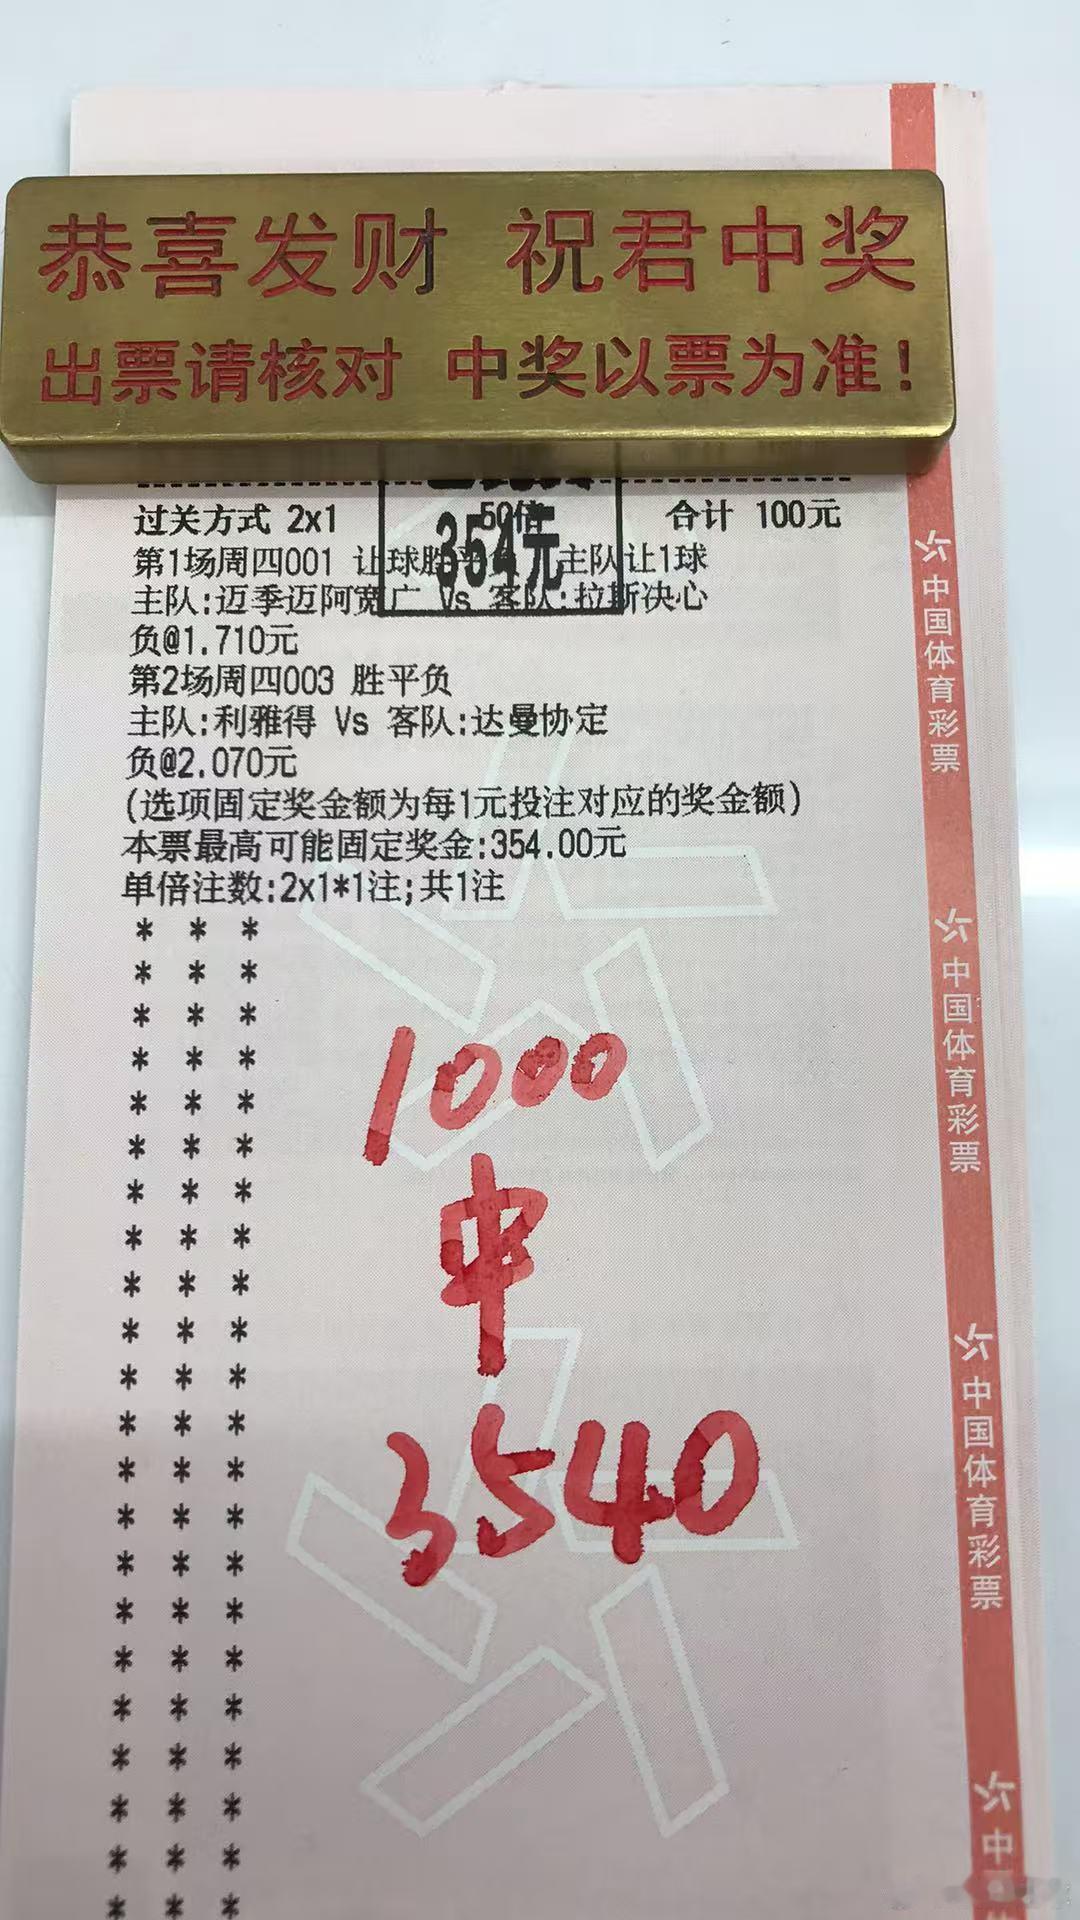 恭喜发财 祝君中奖
出票请核对 中奖以票为准!
过关方式 2x1 50倍 合计 100元
354元
第1场周四001 让球胜平负 主队让1球
主队:迈季迈阿宽广 Vs 客队:拉斯决心
负@1.710元
第2场周四003 胜平负
主队:利雅得 Vs 客队:达曼协定
负@2.070元
(选项固定奖金额为每1元投注对应的奖金额)
本票最高可能固定奖金:354.00元
单倍注数:2x1*1注;共1注
1000
中
3540
中国体育彩票
中国体育彩票
中国体育彩票
中